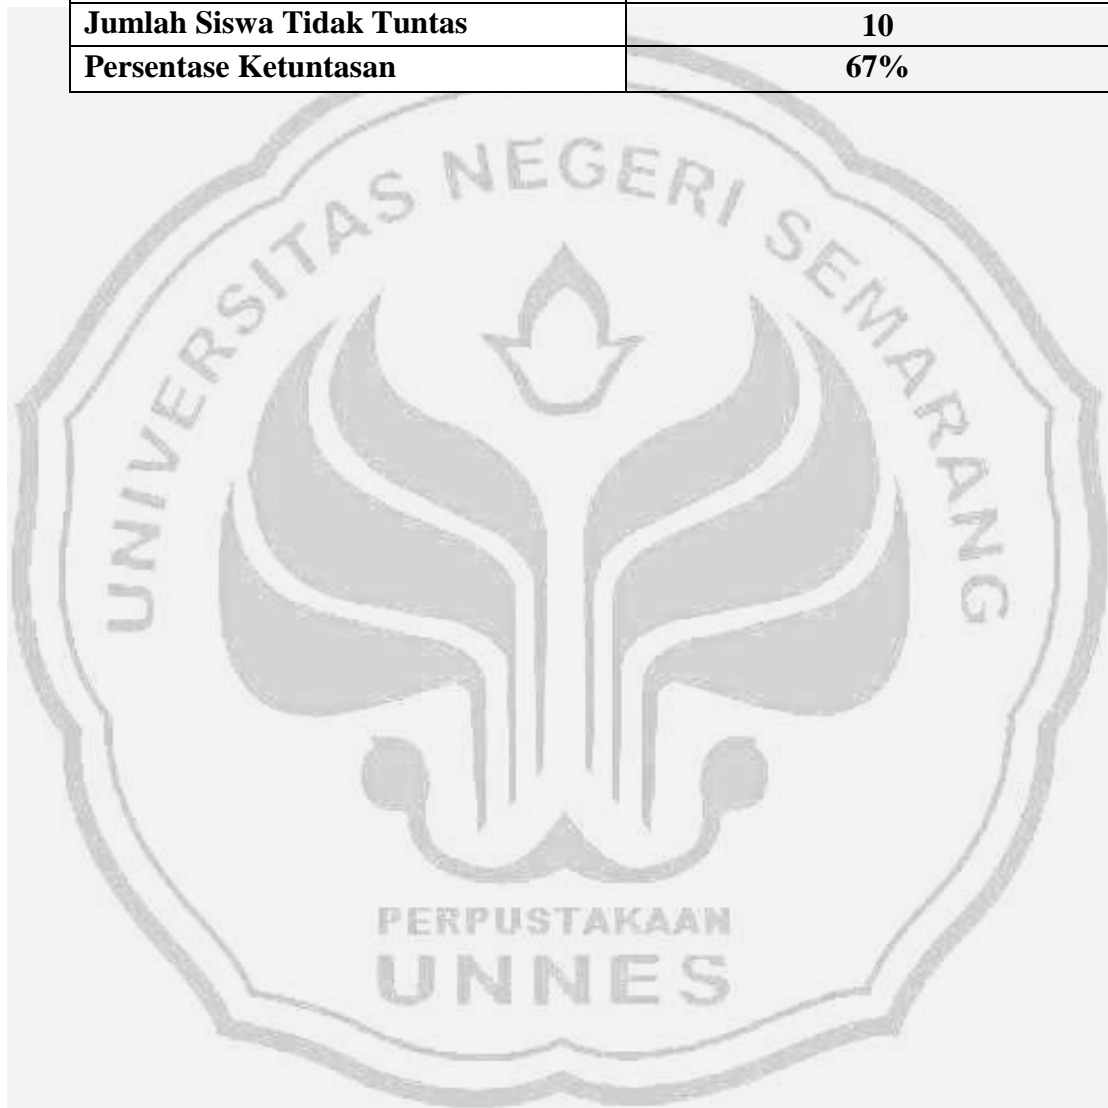 Jumlah Siswa Tidak Tuntas 10
Persentase Ketuntasan 67%
UNIVERSITAS NEGERI SEMARANG
PERPUSTAKAAN
UNNES